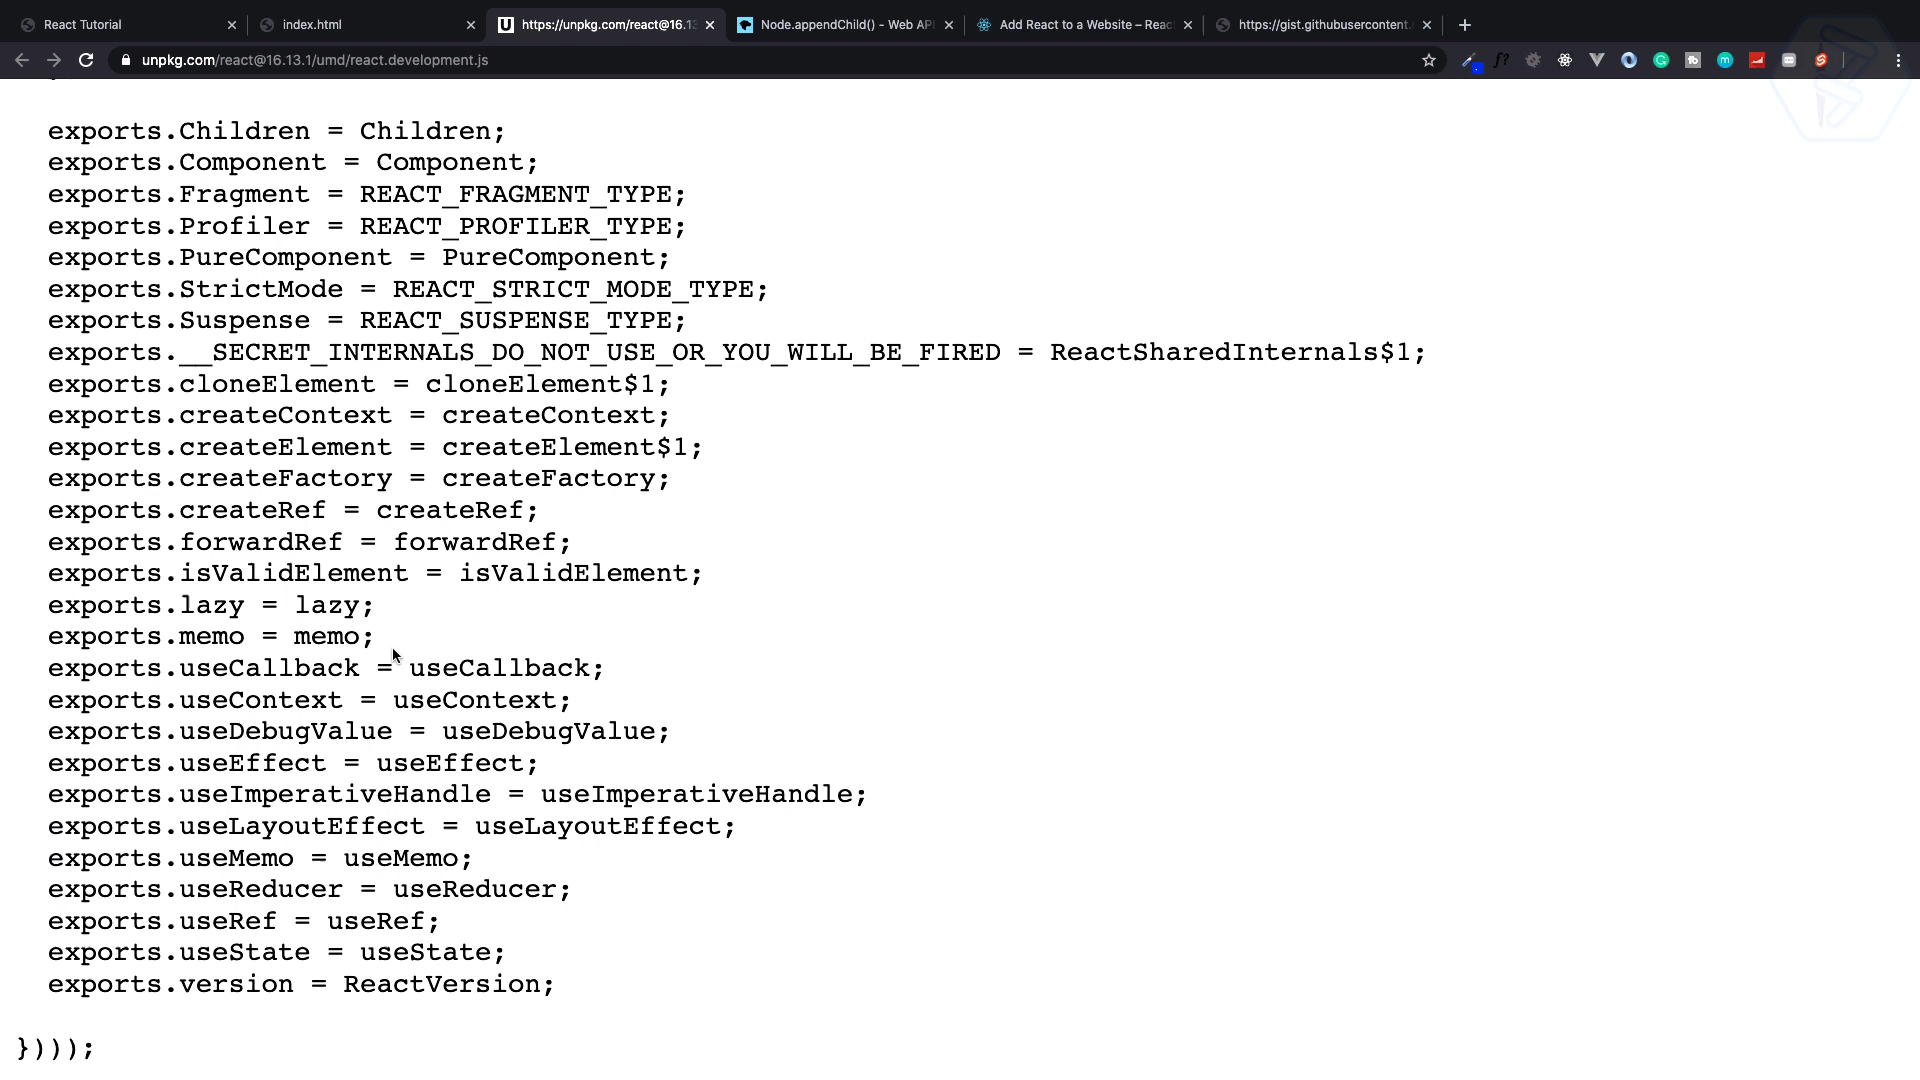 React Tutorial
index.html
https://unpkg.com/react@16.13
Node.appendChild() - Web API
Add React to a Website – Reac
https://gist.githubusercontent.
unpkg.com/react@16.13.1/umd/react.development.js
exports.Children = Children;
exports.Component = Component;
exports.Fragment = REACT_FRAGMENT_TYPE;
exports.Profiler = REACT_PROFILER_TYPE;
exports.PureComponent = PureComponent;
exports.StrictMode = REACT_STRICT_MODE_TYPE;
exports.Suspense = REACT_SUSPENSE_TYPE;
exports.__SECRET_INTERNALS_DO_NOT_USE_OR_YOU_WILL_BE_FIRED = ReactSharedInternals$1;
exports.cloneElement = cloneElement$1;
exports.createContext = createContext;
exports.createElement = createElement$1;
exports.createFactory = createFactory;
exports.createRef = createRef;
exports.forwardRef = forwardRef;
exports.isValidElement = isValidElement;
exports.lazy = lazy;
exports.memo = memo;
exports.useCallback = useCallback;
exports.useContext = useContext;
exports.useDebugValue = useDebugValue;
exports.useEffect = useEffect;
exports.useImperativeHandle = useImperativeHandle;
exports.useLayoutEffect = useLayoutEffect;
exports.useMemo = useMemo;
exports.useReducer = useReducer;
exports.useRef = useRef;
exports.useState = useState;
exports.version = ReactVersion;
})));